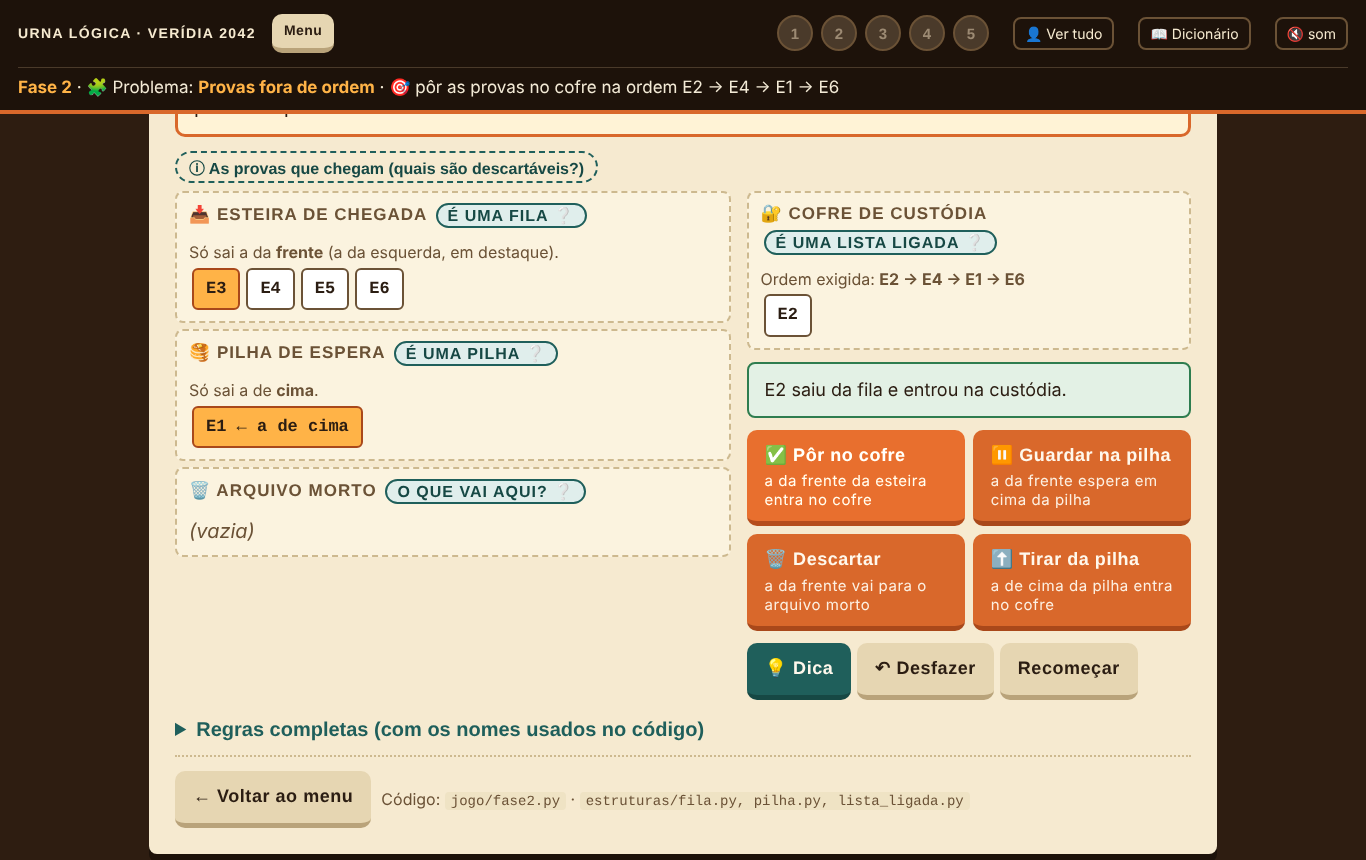 URNA LÓGICA · VERÍDIA 2042
Menu
1 2 3 4 5
👤 Ver tudo
📖 Dicionário
🔇 som
Fase 2 · 🧩 Problema: Provas fora de ordem · 🎯 pôr as provas no cofre na ordem E2 → E4 → E1 → E6
ⓘ As provas que chegam (quais são descartáveis?)
📥 ESTEIRA DE CHEGADA É UMA FILA ❔
Só sai a da frente (a da esquerda, em destaque).
E3 E4 E5 E6
🥞 PILHA DE ESPERA É UMA PILHA ❔
Só sai a de cima.
E1 ← a de cima
🗑️ ARQUIVO MORTO O QUE VAI AQUI? ❔
(vazia)
🔐 COFRE DE CUSTÓDIA
É UMA LISTA LIGADA ❔
Ordem exigida: E2 → E4 → E1 → E6
E2
E2 saiu da fila e entrou na custódia.
✅ Pôr no cofre
a da frente da esteira
entra no cofre
⏸️ Guardar na pilha
a da frente espera em
cima da pilha
🗑️ Descartar
a da frente vai para o
arquivo morto
⬆️ Tirar da pilha
a de cima da pilha entra
no cofre
💡 Dica
↶ Desfazer
Recomeçar
▶ Regras completas (com os nomes usados no código)
← Voltar ao menu
Código: jogo/fase2.py · estruturas/fila.py, pilha.py, lista_ligada.py